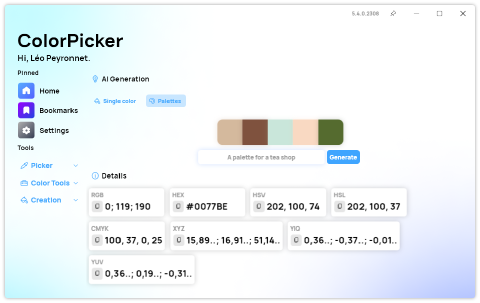 5.4.0.2308
ColorPicker
Hi, Léo Peyronnet.
Pinned
Home
Bookmarks
Settings
Tools
Picker
Color Tools
Creation
AI Generation
Single color
Palettes
A palette for a tea shop
Generate
Details
RGB
0; 119; 190
HEX
#0077BE
HSV
202, 100, 74
HSL
202, 100, 37
CMYK
100, 37, 0, 25
XYZ
15,89..; 16,91..; 51,14..
YIQ
0,36..; -0,37..; -0,01..
YUV
0,36..; 0,19..; -0,31..